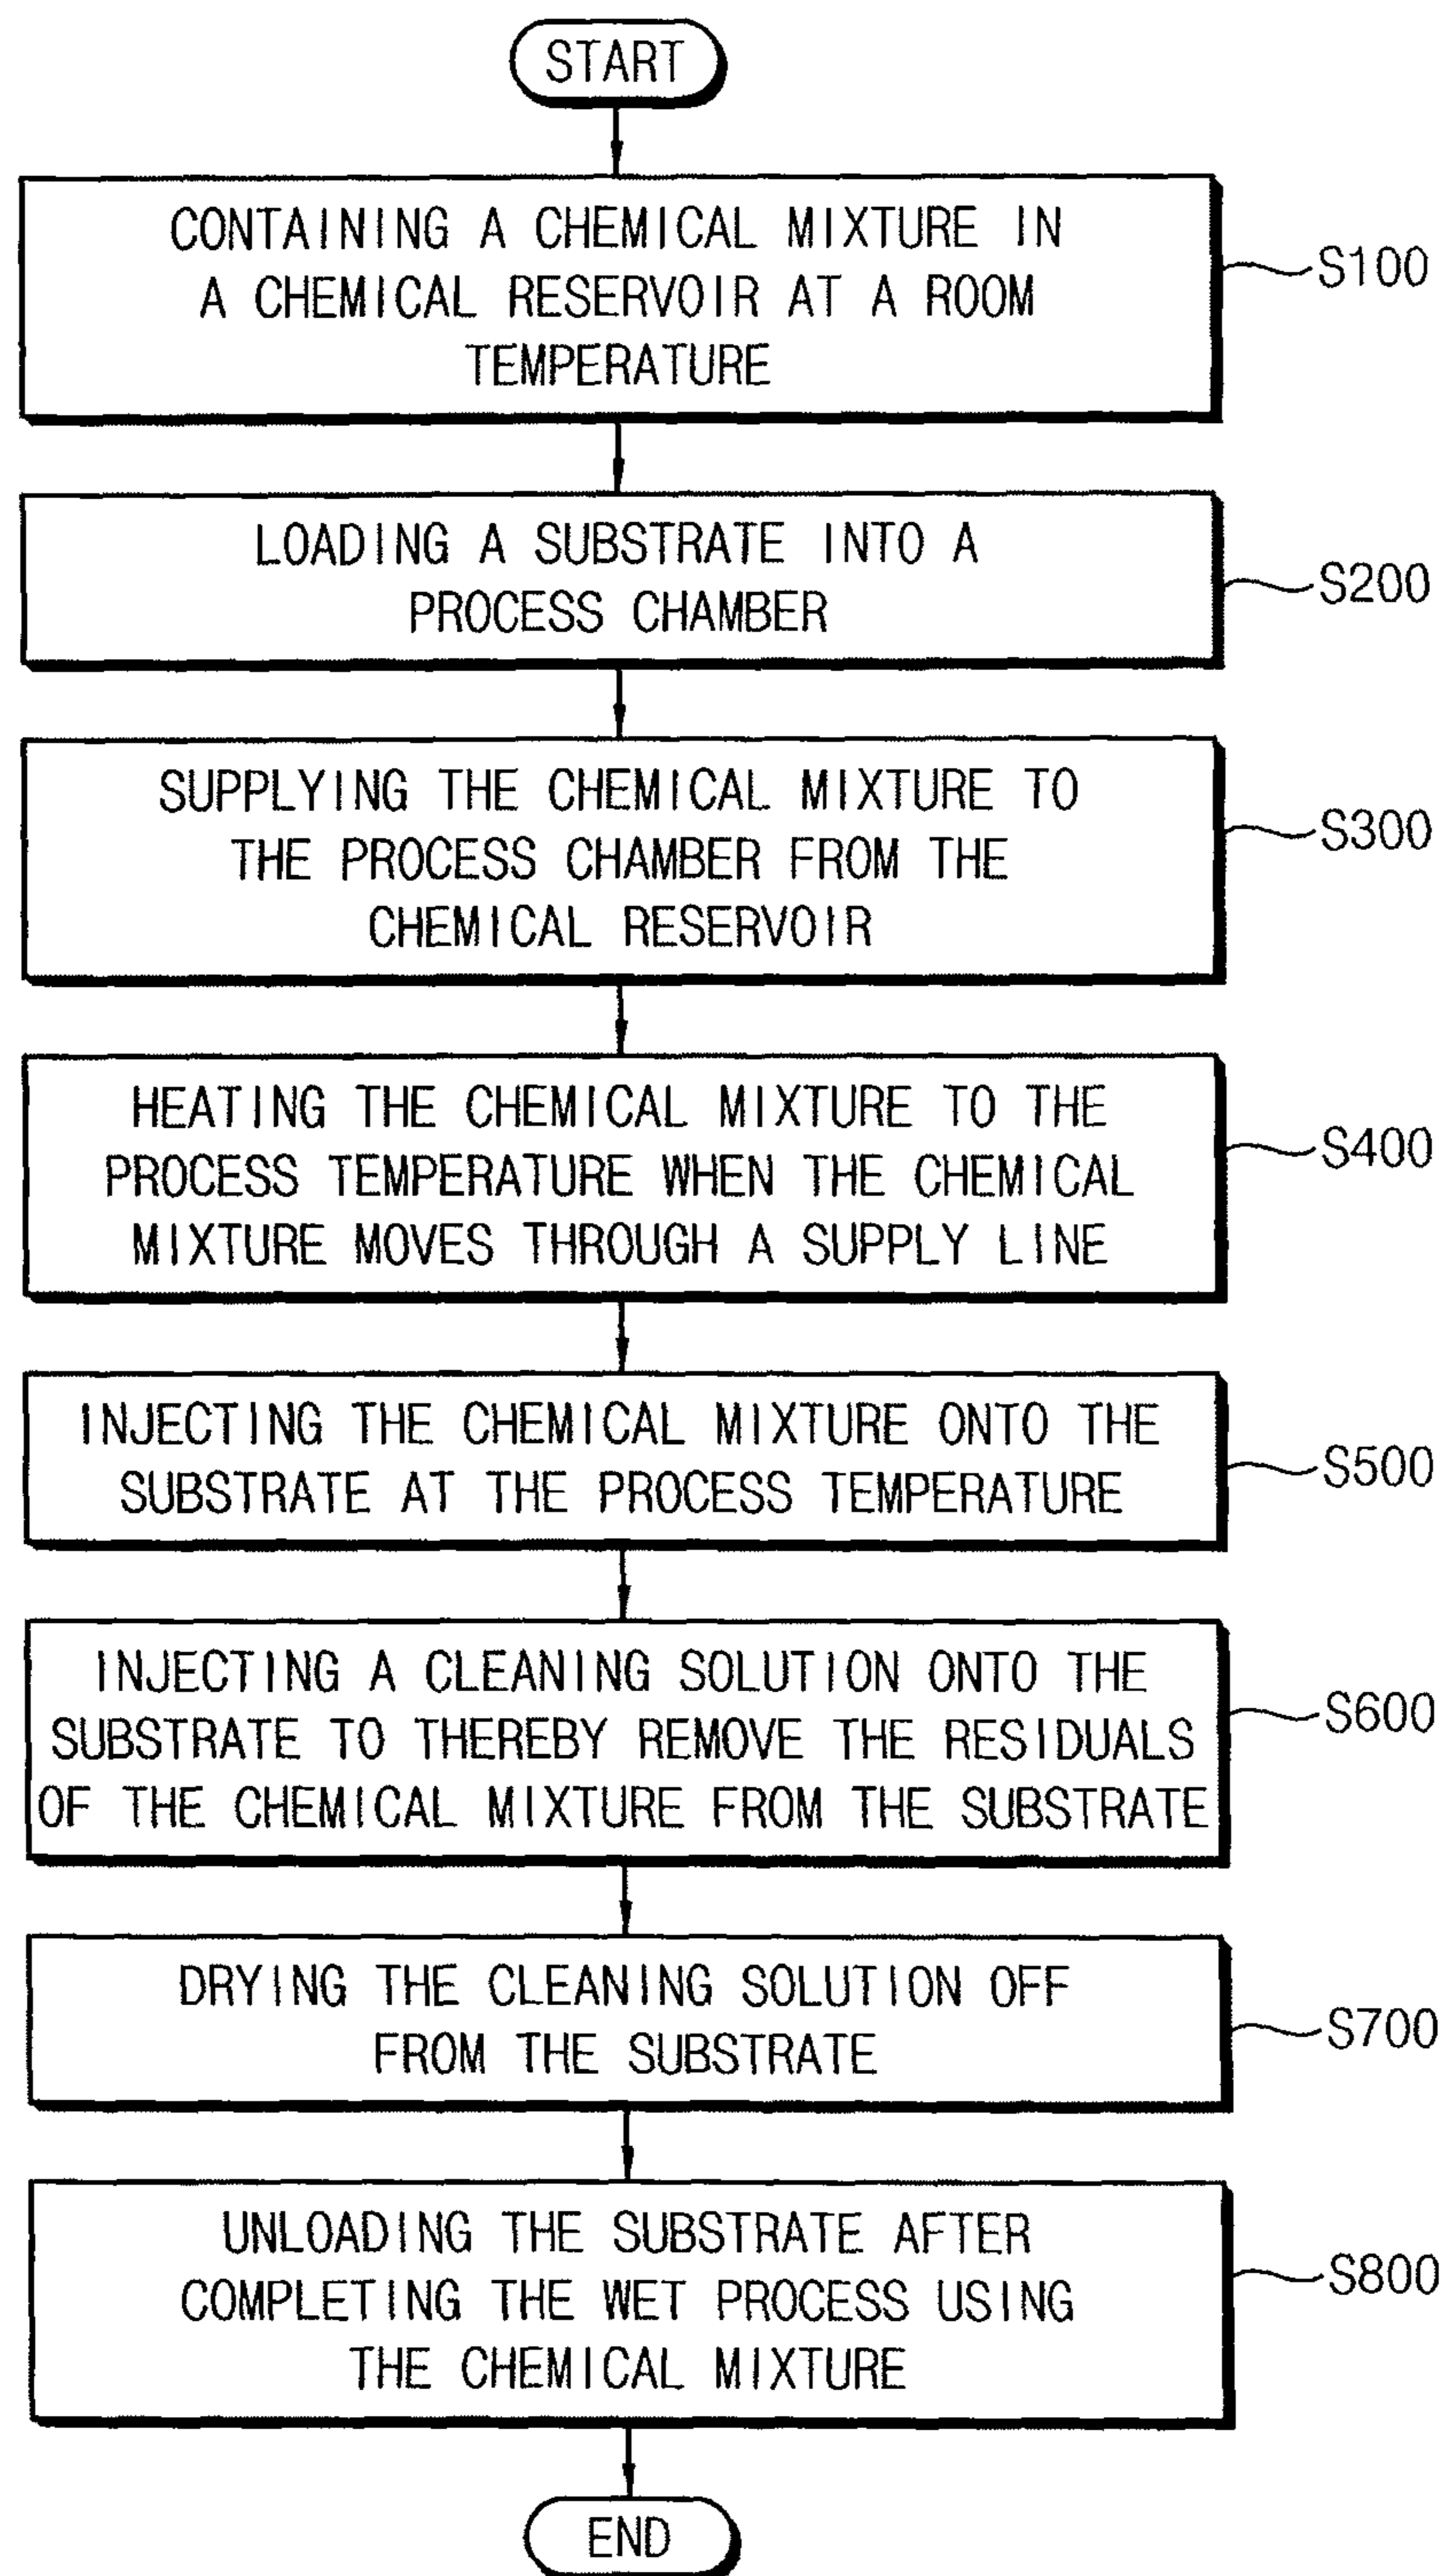 START
CONTAINING A CHEMICAL MIXTURE IN
A CHEMICAL RESERVOIR AT A ROOM
TEMPERATURE
S100
LOADING A SUBSTRATE INTO A
PROCESS CHAMBER
S200
SUPPLYING THE CHEMICAL MIXTURE TO
THE PROCESS CHAMBER FROM THE
CHEMICAL RESERVOIR
S300
HEATING THE CHEMICAL MIXTURE TO THE
PROCESS TEMPERATURE WHEN THE CHEMICAL
MIXTURE MOVES THROUGH A SUPPLY LINE
S400
INJECTING THE CHEMICAL MIXTURE ONTO THE
SUBSTRATE AT THE PROCESS TEMPERATURE
S500
INJECTING A CLEANING SOLUTION ONTO THE
SUBSTRATE TO THEREBY REMOVE THE RESIDUALS
OF THE CHEMICAL MIXTURE FROM THE SUBSTRATE
S600
DRYING THE CLEANING SOLUTION OFF
FROM THE SUBSTRATE
S700
UNLOADING THE SUBSTRATE AFTER
COMPLETING THE WET PROCESS USING
THE CHEMICAL MIXTURE
S800
END